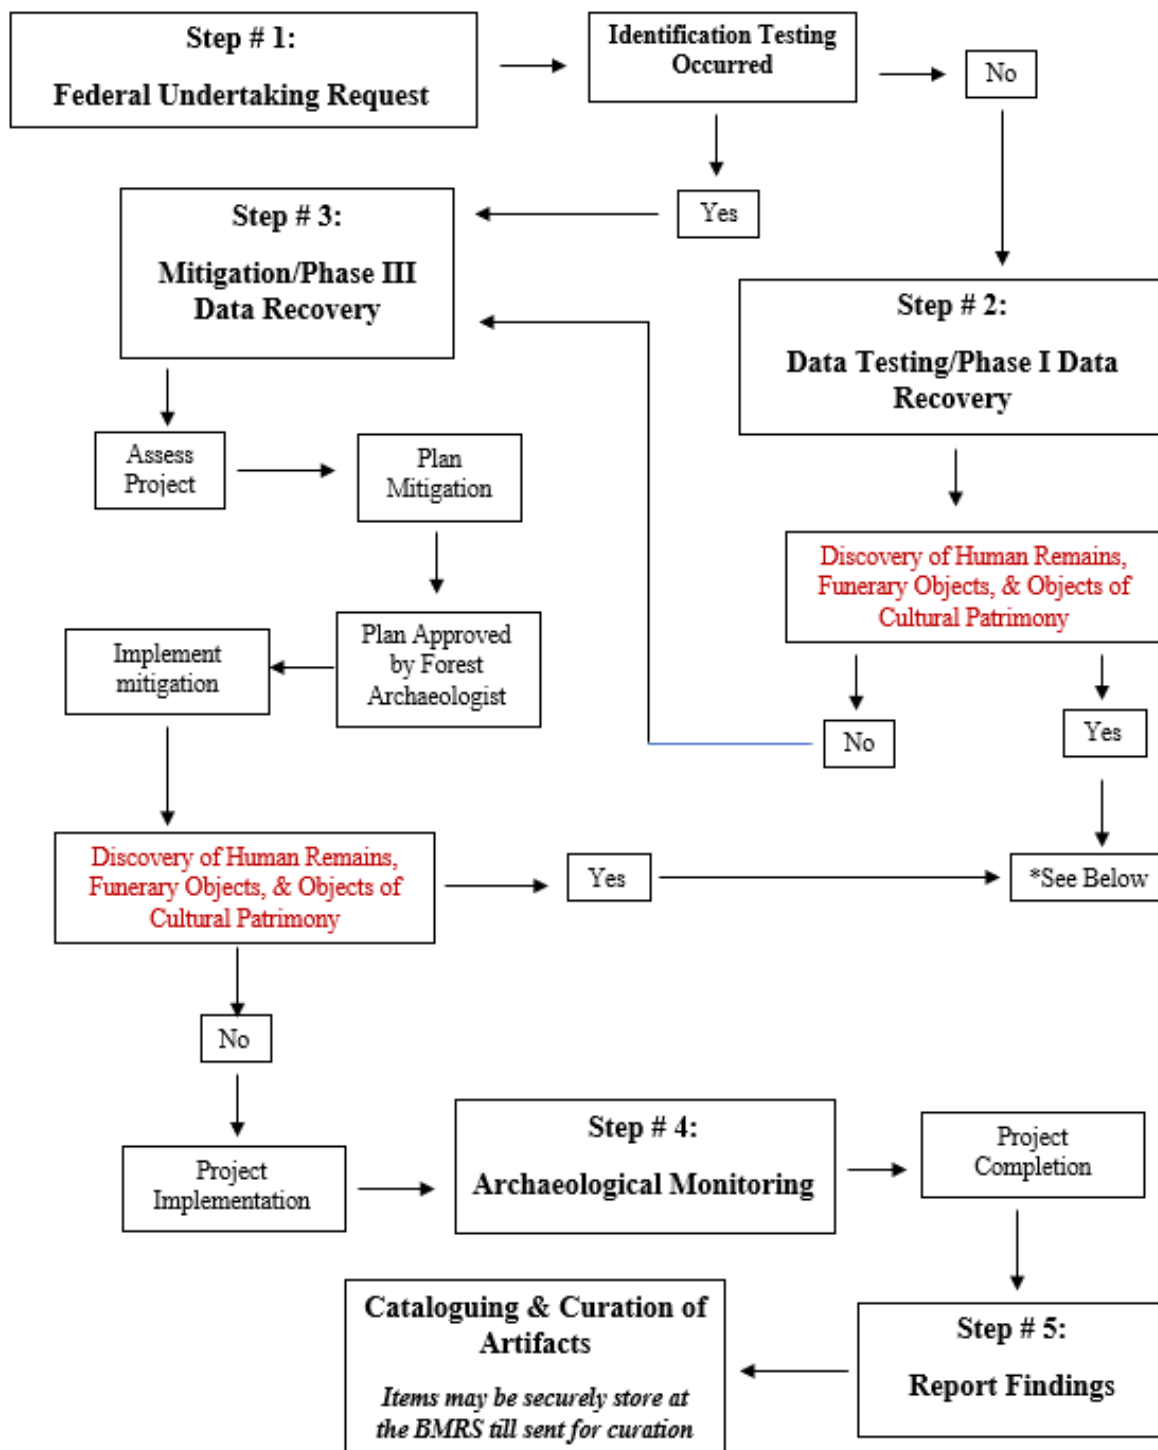 Step # 1:
Federal Undertaking Request
Identification Testing
Occurred
No
Yes
Step # 3:
Mitigation/Phase III
Data Recovery
Step # 2:
Data Testing/Phase I Data
Recovery
Assess
Project
Plan
Mitigation
Discovery of Human Remains,
Funerary Objects, & Objects of
Cultural Patrimony
Implement
mitigation
Plan Approved
by Forest
Archaeologist
No
Yes
Discovery of Human Remains,
Funerary Objects, & Objects of
Cultural Patrimony
Yes
*See Below
No
Project
Implementation
Step # 4:
Archaeological Monitoring
Project
Completion
Cataloguing & Curation of
Artifacts
Items may be securely store at
the BMRS till sent for curation
Step # 5:
Report Findings